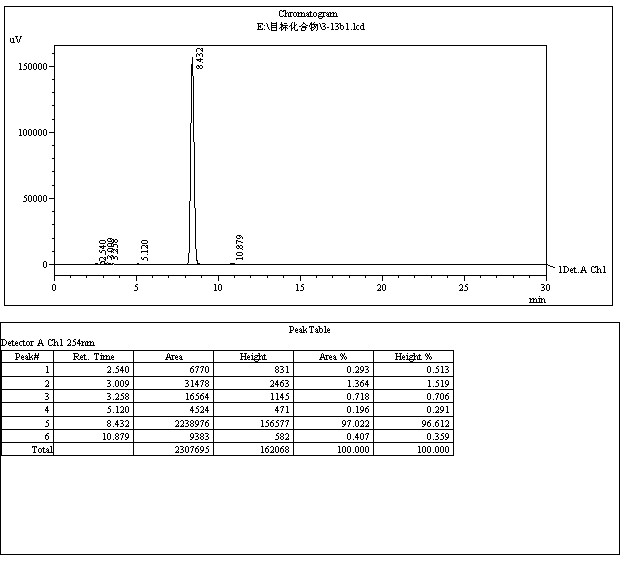 Chromatogram
E:\目标化合物\3-13b1.lcd
uV
150000
100000
50000
0
2.540
3.009
3.258
5.120
8.432
10.879
1Det.A Ch1
0 5 10 15 20 25 30
min
PeakTable
Detector A Ch1 254nm
Peak# Ret. Time Area Height Area % Height %
1 2.540 6770 831 0.293 0.513
2 3.009 31478 2463 1.364 1.519
3 3.258 16564 1145 0.718 0.706
4 5.120 4524 471 0.196 0.291
5 8.432 2238976 156577 97.022 96.612
6 10.879 9383 582 0.407 0.359
Total 2307695 162068 100.000 100.000